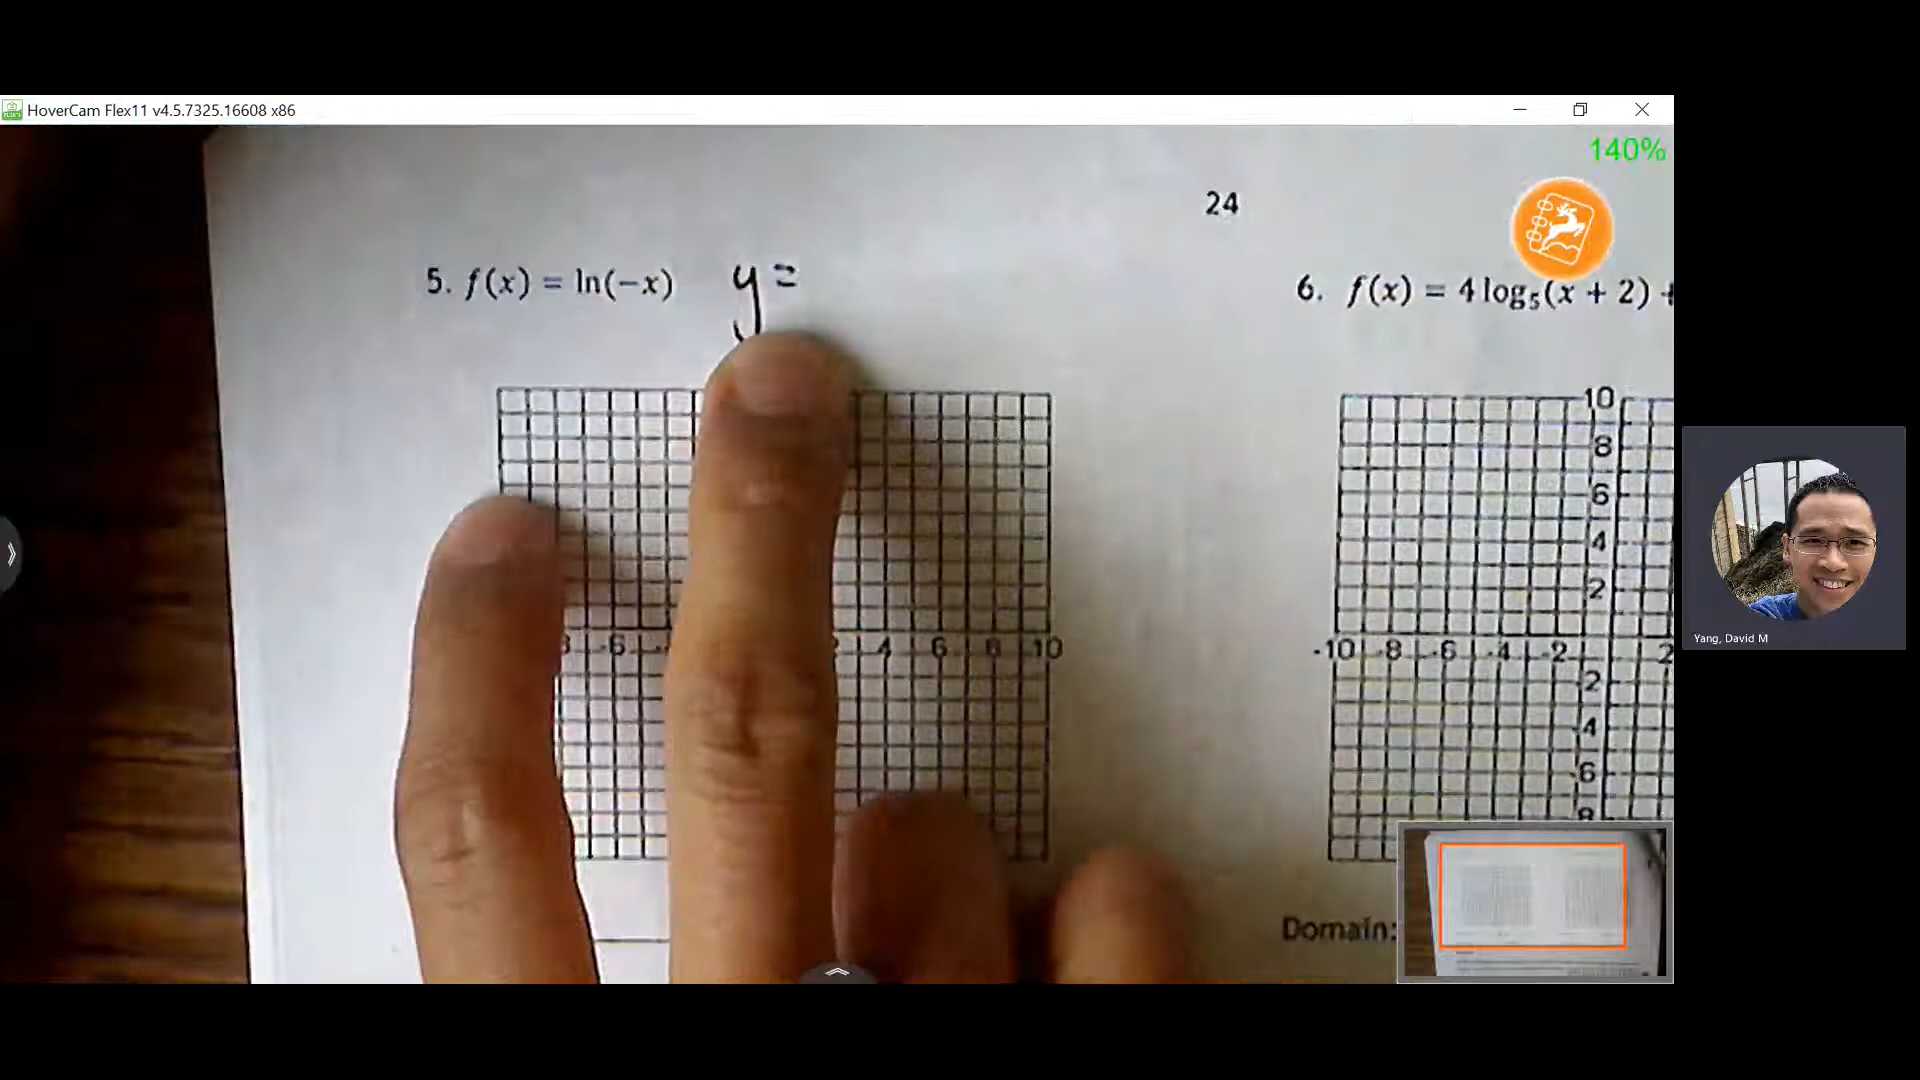 HoverCam Flex11 v4.5.7325.16608 x86
140%
24
5. f(x) = ln(−x) y =
6. f(x) = 4 log₅(x + 2) +
-6 4 6 8 10
10
8
6
4
2
-10 -8 -6 -4 -2 2
-2
-4
-6
8
Domain:
Yang, David M